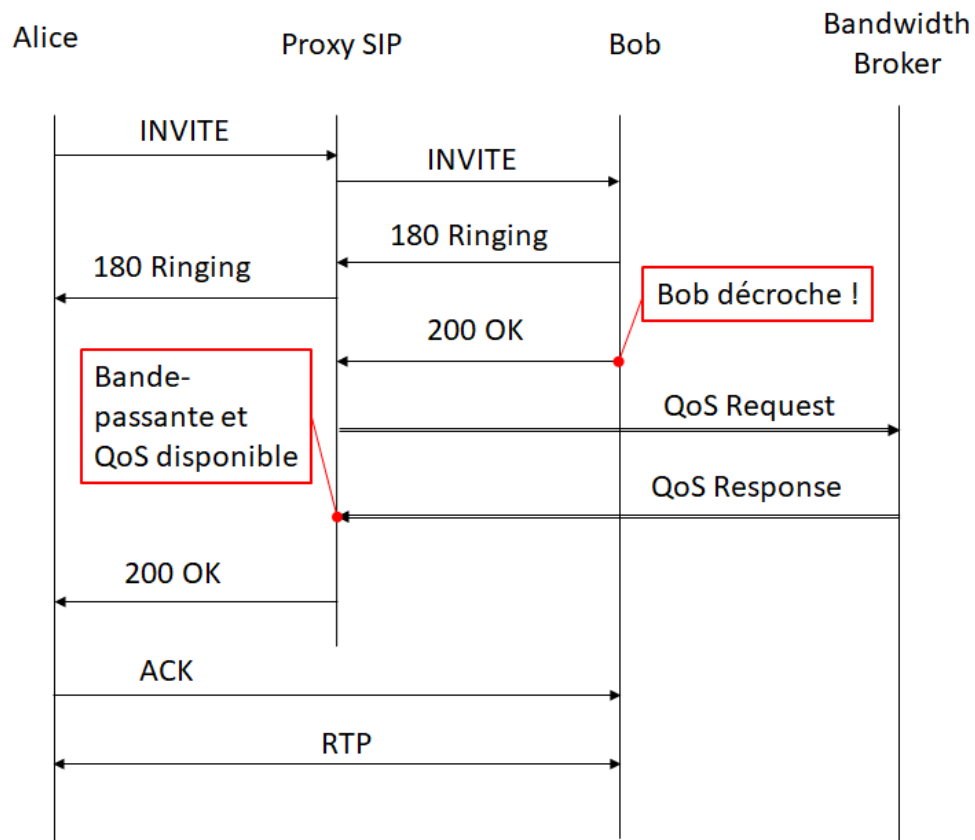 Alice
Proxy SIP
Bob
Bandwidth
Broker
INVITE
INVITE
180 Ringing
180 Ringing
Bob décroche !
200 OK
Bande-
passante et
QoS disponible
QoS Request
QoS Response
200 OK
ACK
RTP